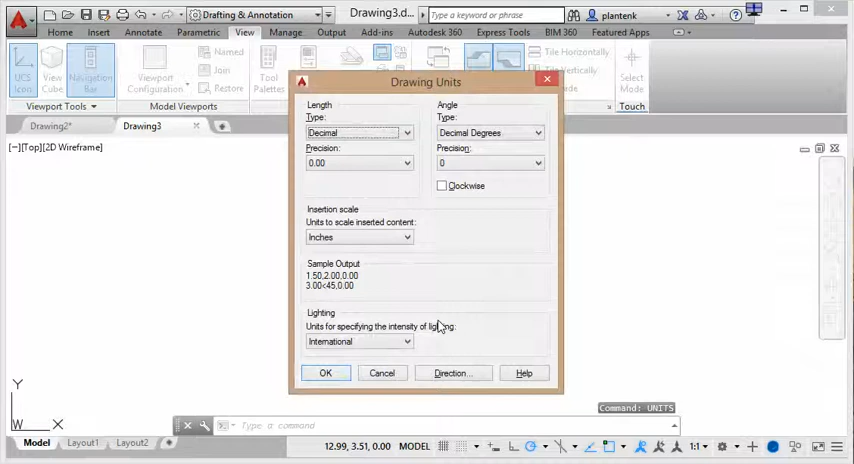 Drafting & Annotation
Drawing3.d...
Type a keyword or phrase
plantenk
Home Insert Annotate Parametric View Manage Output Autodesk 360 Express Tools BIM 360 Featured Apps
UCS Icon
View Cube
Navigation Bar
Viewport Configuration
Named
Join
Restore
Tool Palettes
Tile Horizontally
Tile Vertically
Select Mode
Viewport Tools
Model Viewports
Touch
Drawing2*
Drawing3
[−][Top][2D Wireframe]
Drawing Units
Length
Type:
Decimal
Precision:
0.00
Angle
Type:
Decimal Degrees
Precision:
0
Clockwise
Insertion scale
Units to scale inserted content:
Inches
Sample Output
1.50,2.00,0.00
3.00<45,0.00
Lighting
Units for specifying the intensity of lighting:
International
OK Cancel Direction... Help
Y
W X
Command: UNITS
Type a command
Model Layout1 Layout2
12.99, 3.51, 0.00 MODEL
1:1